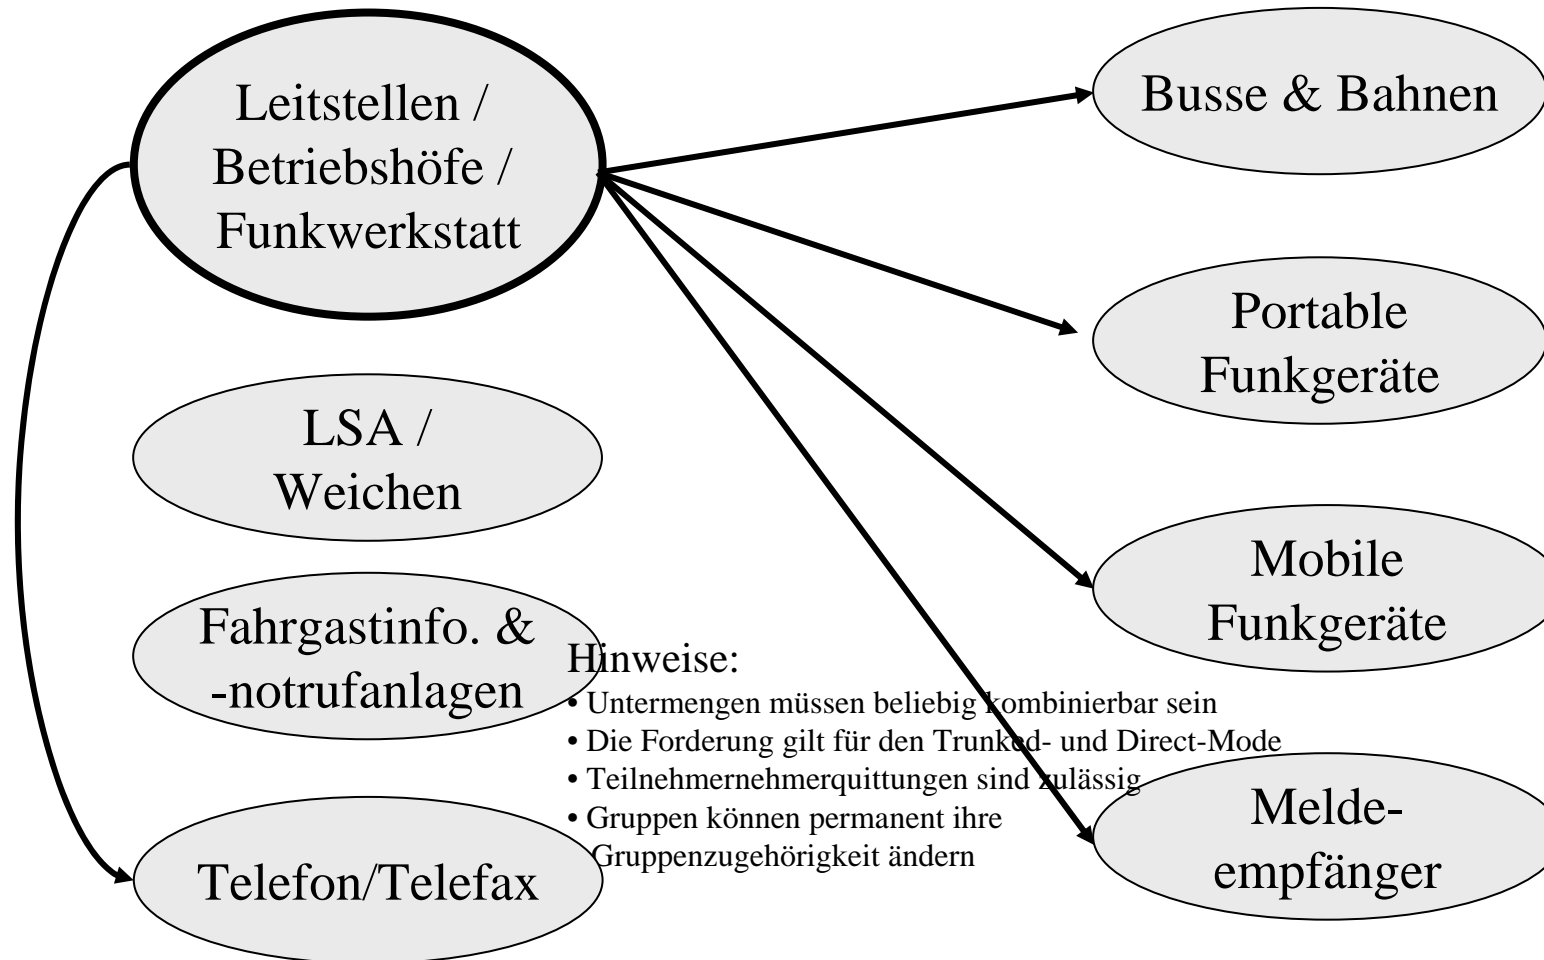 Leitstellen /
Betriebshöfe /
Funkwerkstatt
Busse & Bahnen
Portable
Funkgeräte
LSA /
Weichen
Mobile
Funkgeräte
Fahrgastinfo. &
-notrufanlagen
Hinweise:
• Untermengen müssen beliebig kombinierbar sein
• Die Forderung gilt für den Trunked- und Direct-Mode
• Teilnehmernehmerquittungen sind zulässig
• Gruppen können permanent ihre
Gruppenzugehörigkeit ändern
Telefon/Telefax
Melde-
empfänger